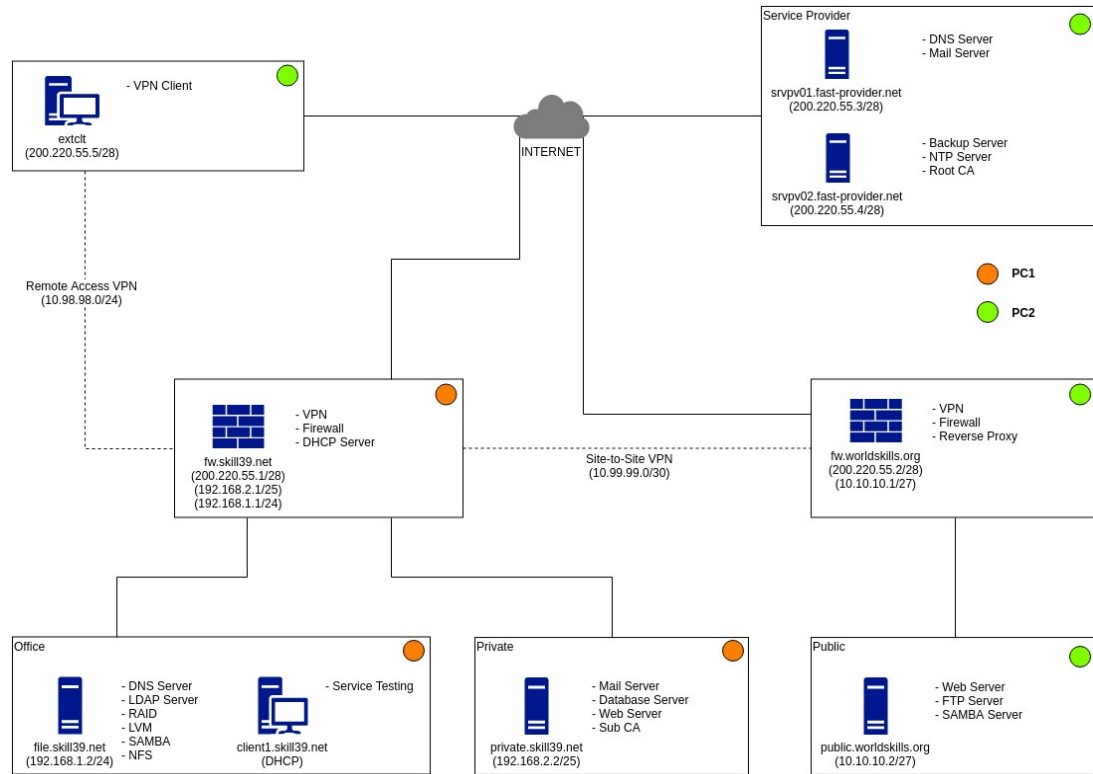 Service Provider
- DNS Server
- Mail Server
srvpv01.fast-provider.net
(200.220.55.3/28)
- Backup Server
- NTP Server
- Root CA
srvpv02.fast-provider.net
(200.220.55.4/28)
- VPN Client
extclt
(200.220.55.5/28)
INTERNET
Remote Access VPN
(10.98.98.0/24)
PC1
PC2
- VPN
- Firewall
- DHCP Server
fw.skill39.net
(200.220.55.1/28)
(192.168.2.1/25)
(192.168.1.1/24)
Site-to-Site VPN
(10.99.99.0/30)
- VPN
- Firewall
- Reverse Proxy
fw.worldskills.org
(200.220.55.2/28)
(10.10.10.1/27)
Office
- DNS Server
- LDAP Server
- RAID
- LVM
- SAMBA
- NFS
file.skill39.net
(192.168.1.2/24)
- Service Testing
client1.skill39.net
(DHCP)
Private
- Mail Server
- Database Server
- Web Server
- Sub CA
private.skill39.net
(192.168.2.2/25)
Public
- Web Server
- FTP Server
- SAMBA Server
public.worldskills.org
(10.10.10.2/27)